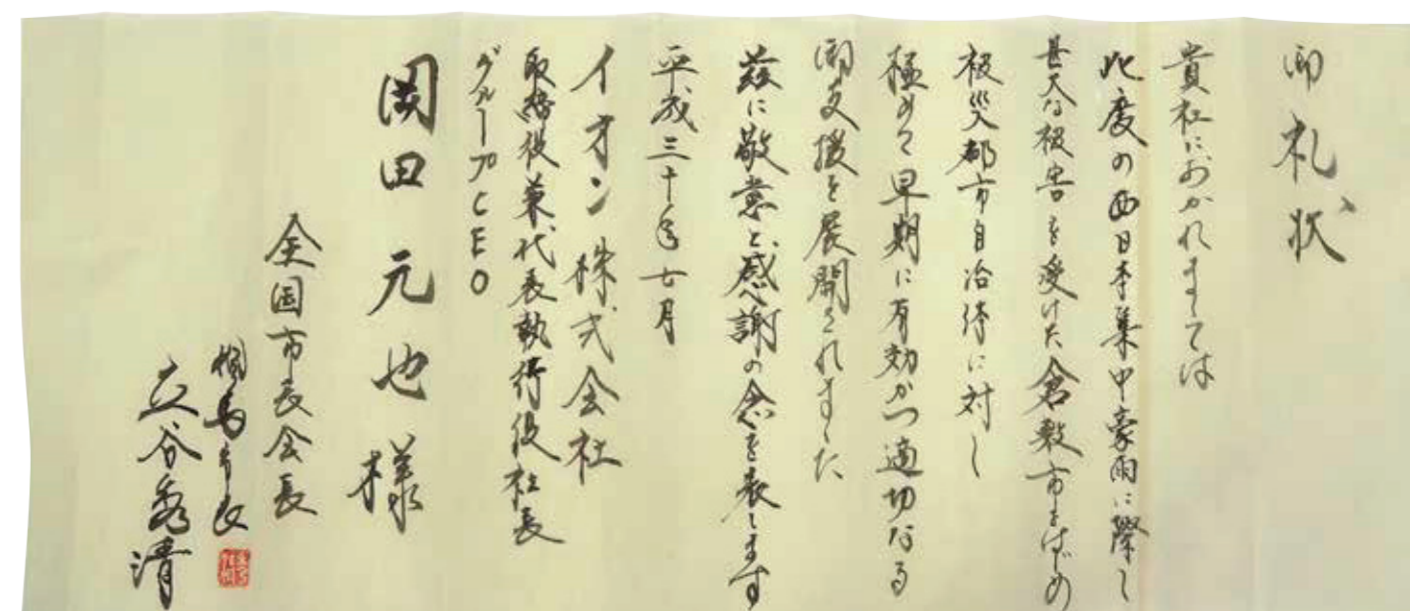 御礼状
貴社におかれましては
此度の西日本集中豪雨に際し
甚大な被害を受けた倉敷市をはじめ
被災都市自治体に対し
極めて早期に有効かつ適切なる
御支援を展開されました
茲に敬意と感謝の念を表します
平成三十年七月
イオン株式会社
取締役兼代表執行役社長
グループCEO
岡田元也様
全国市長会会長
相馬市長
立谷秀清